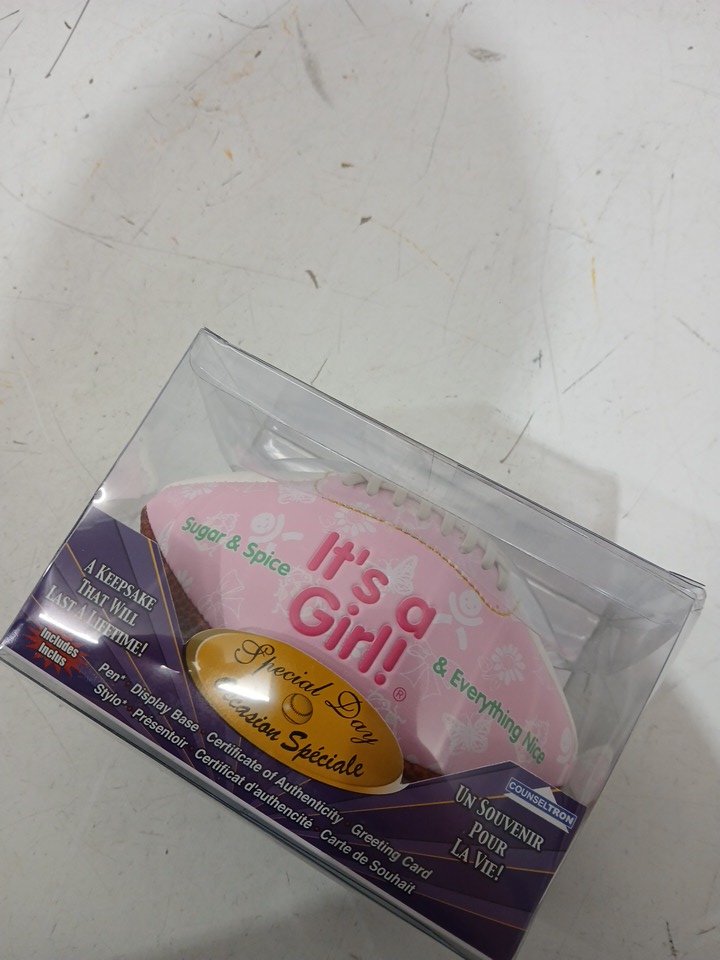 Sugar & Spice
It's a
Girl!
®
& Everything Nice
A KEEPSAKE
THAT WILL
LAST A LIFETIME!
Includes
Inclus
Special Day
Occasion Spéciale
Pen* Display Base Certificate of Authenticity Greeting Card
Stylo* Présentoir Certificat d'authencité Carte de Souhait
COUNSELTRON
UN SOUVENIR
POUR
LA VIE!